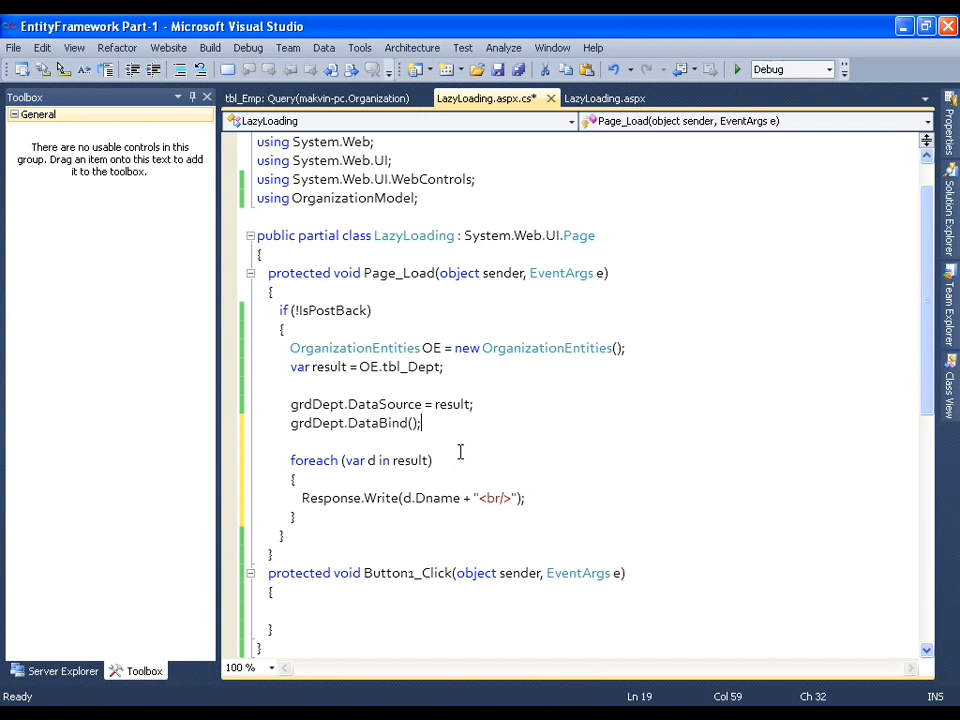 EntityFramework Part-1 - Microsoft Visual Studio
File Edit View Refactor Website Build Debug Team Data Tools Architecture Test Analyze Window Help
Debug
Toolbox
tbl_Emp: Query(makvin-pc.Organization) LazyLoading.aspx.cs* LazyLoading.aspx
General
There are no usable controls in this
group. Drag an item onto this text to add
it to the toolbox.
LazyLoading Page_Load(object sender, EventArgs e)
using System.Web;
using System.Web.UI;
using System.Web.UI.WebControls;
using OrganizationModel;
public partial class LazyLoading : System.Web.UI.Page
{
protected void Page_Load(object sender, EventArgs e)
{
if (!IsPostBack)
{
OrganizationEntities OE = new OrganizationEntities();
var result = OE.tbl_Dept;
grdDept.DataSource = result;
grdDept.DataBind();
foreach (var d in result)
{
Response.Write(d.Dname + "<br/>");
}
}
}
protected void Button1_Click(object sender, EventArgs e)
{
}
}
Properties
Solution Explorer
Team Explorer
Class View
100 %
Server Explorer Toolbox
Ready Ln 19 Col 59 Ch 32 INS